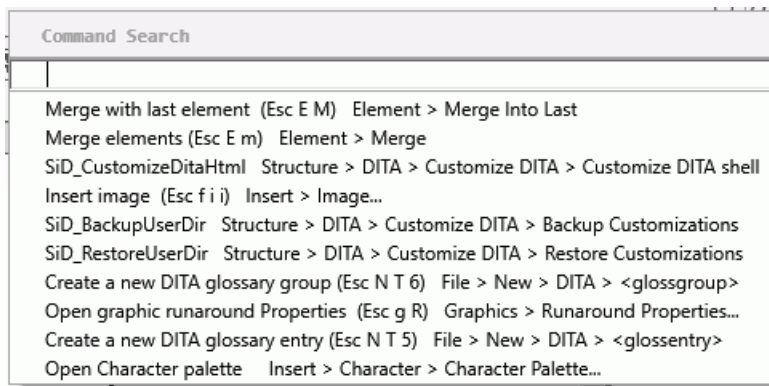 Command Search
Merge with last element (Esc E M) Element > Merge Into Last
Merge elements (Esc E m) Element > Merge
SiD_CustomizeDitaHtml Structure > DITA > Customize DITA > Customize DITA shell
Insert image (Esc f i i) Insert > Image...
SiD_BackupUserDir Structure > DITA > Customize DITA > Backup Customizations
SiD_RestoreUserDir Structure > DITA > Customize DITA > Restore Customizations
Create a new DITA glossary group (Esc N T 6) File > New > DITA > <glossgroup>
Open graphic runaround Properties (Esc g R) Graphics > Runaround Properties...
Create a new DITA glossary entry (Esc N T 5) File > New > DITA > <glossentry>
Open Character palette Insert > Character > Character Palette...